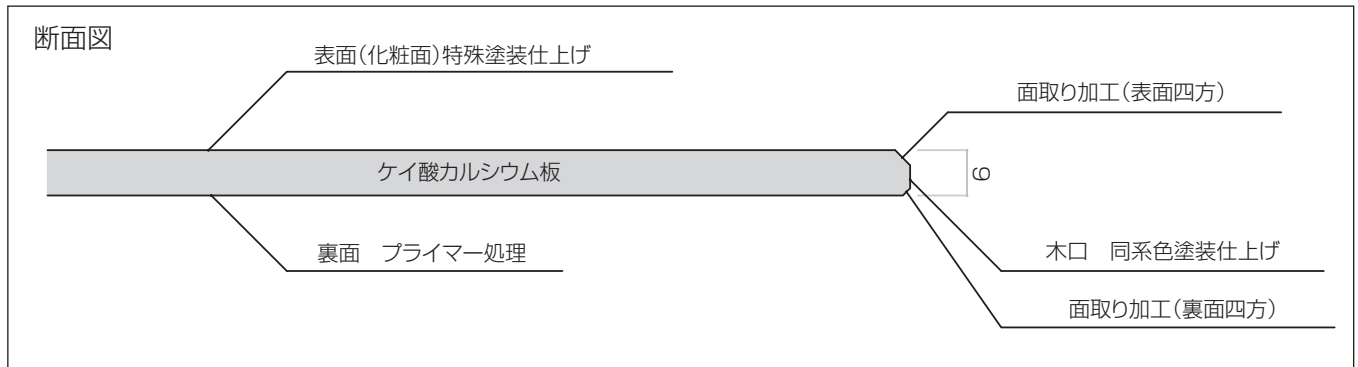 断面図
表面(化粧面)特殊塗装仕上げ
面取り加工(表面四方)
ケイ酸カルシウム板
9
裏面　プライマー処理
木口　同系色塗装仕上げ
面取り加工(裏面四方)